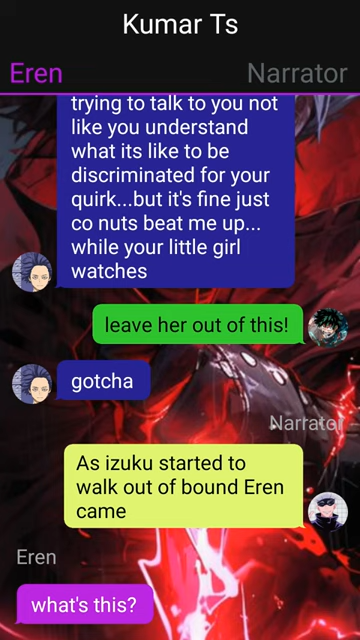 Kumar Ts
Eren
Narrator
trying to talk to you not
like you understand
what its like to be
discriminated for your
quirk...but it's fine just
co nuts beat me up...
while your little girl
watches
leave her out of this!
gotcha
Narrator
As izuku started to
walk out of bound Eren
came
Eren
what's this?